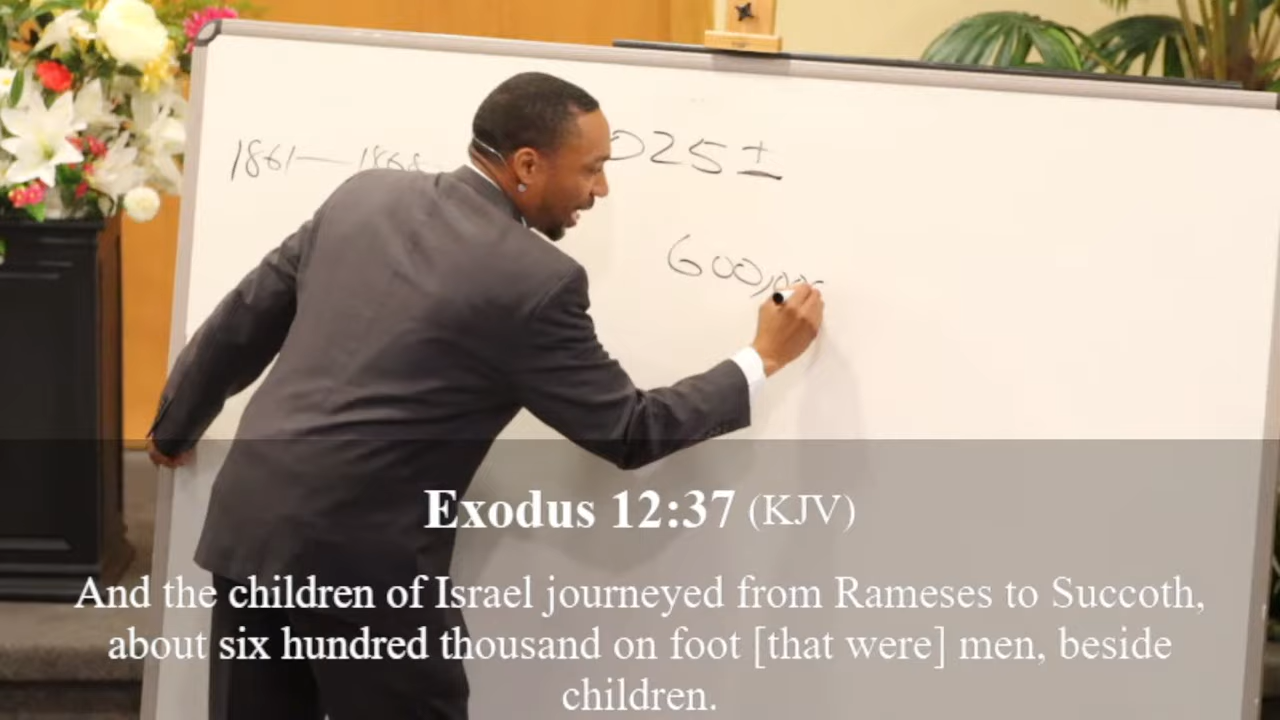 1861—
025 ±
600,000
Exodus 12:37 (KJV)
And the children of Israel journeyed from Rameses to Succoth,
about six hundred thousand on foot [that were] men, beside
children.